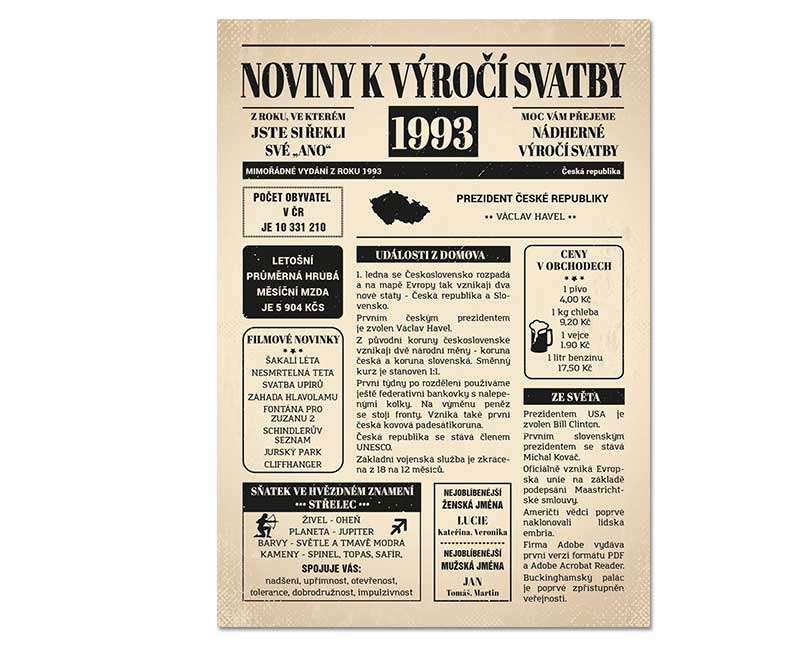 NOVINY K VÝROČÍ SVATBY
Z ROKU, VE KTERÉM
JSTE SI ŘEKLI
SVÉ „ANO“
1993
MOC VÁM PŘEJEME
NÁDHERNÉ
VÝROČÍ SVATBY
MIMOŘÁDNÉ VYDÁNÍ Z ROKU 1993
Česká republika
POČET OBYVATEL
V ČR
JE 10 331 210
PREZIDENT ČESKÉ REPUBLIKY
•• VÁCLAV HAVEL ••
LETOŠNÍ
PRŮMĚRNÁ HRUBÁ
MĚSÍČNÍ MZDA
JE 5 904 KČS
FILMOVÉ NOVINKY
ŠAKALÍ LÉTA
NESMRTELNÁ TETA
SVATBA UPÍRŮ
ZÁHADA HLAVOLAMU
FONTÁNA PRO
ZUZANU 2
SCHINDLERŮV
SEZNAM
JURSKÝ PARK
CLIFFHANGER
UDÁLOSTI Z DOMOVA
1. ledna se Československo rozpadá
a na mapě Evropy tak vznikají dva
nové státy - Česká republika a Slo-
vensko.
Prvním českým prezidentem
je zvolen Václav Havel.
Z původní koruny československé
vznikají dvě národní měny - koruna
česká a koruna slovenská. Směnný
kurz je stanoven 1:1.
První týdny po rozdělení používáme
ještě federativní bankovky s nalepe-
nými kolky. Na výměnu peněz
se stojí fronty. Vzniká také první
česká kovová padesátikoruna.
Česká republika se stává členem
UNESCO.
Základní vojenská služba je zkráce-
na z 18 na 12 měsíců.
CENY
V OBCHODECH
1 pivo
4,00 Kč
1 kg chleba
9,20 Kč
1 vejce
1.90 Kč
1 litr benzinu
17,50 Kč
ZE SVĚTA
Prezidentem USA je
zvolen Bill Clinton.
Prvním slovenským
prezidentem se stává
Michal Kováč.
Oficiálně vzniká Evrop-
ská unie na základě
podepsání Maastricht-
ské smlouvy.
Američtí vědci poprvé
naklonovali lidská
embria.
Firma Adobe vydává
první verzi formátu PDF
a Adobe Acrobat Reader.
Buckinghamský palác
je poprvé zpřístupněn
veřejnosti.
SŇATEK VE HVĚZDNÉM ZNAMENÍ
••• STŘELEC •••
ŽIVEL - OHEŇ
PLANETA - JUPITER
BARVY - SVĚTLE A TMAVĚ MODRÁ
KAMENY - SPINEL, TOPAS, SAFÍR,
SPOJUJE VÁS:
nadšení, upřímnost, otevřenost,
tolerance, dobrodružnost, impulzivnost
NEJOBLÍBENĚJŠÍ
ŽENSKÁ JMÉNA
LUCIE
Kateřina, Veronika
NEJOBLÍBENĚJŠÍ
MUŽSKÁ JMÉNA
JAN
Tomáš, Martin